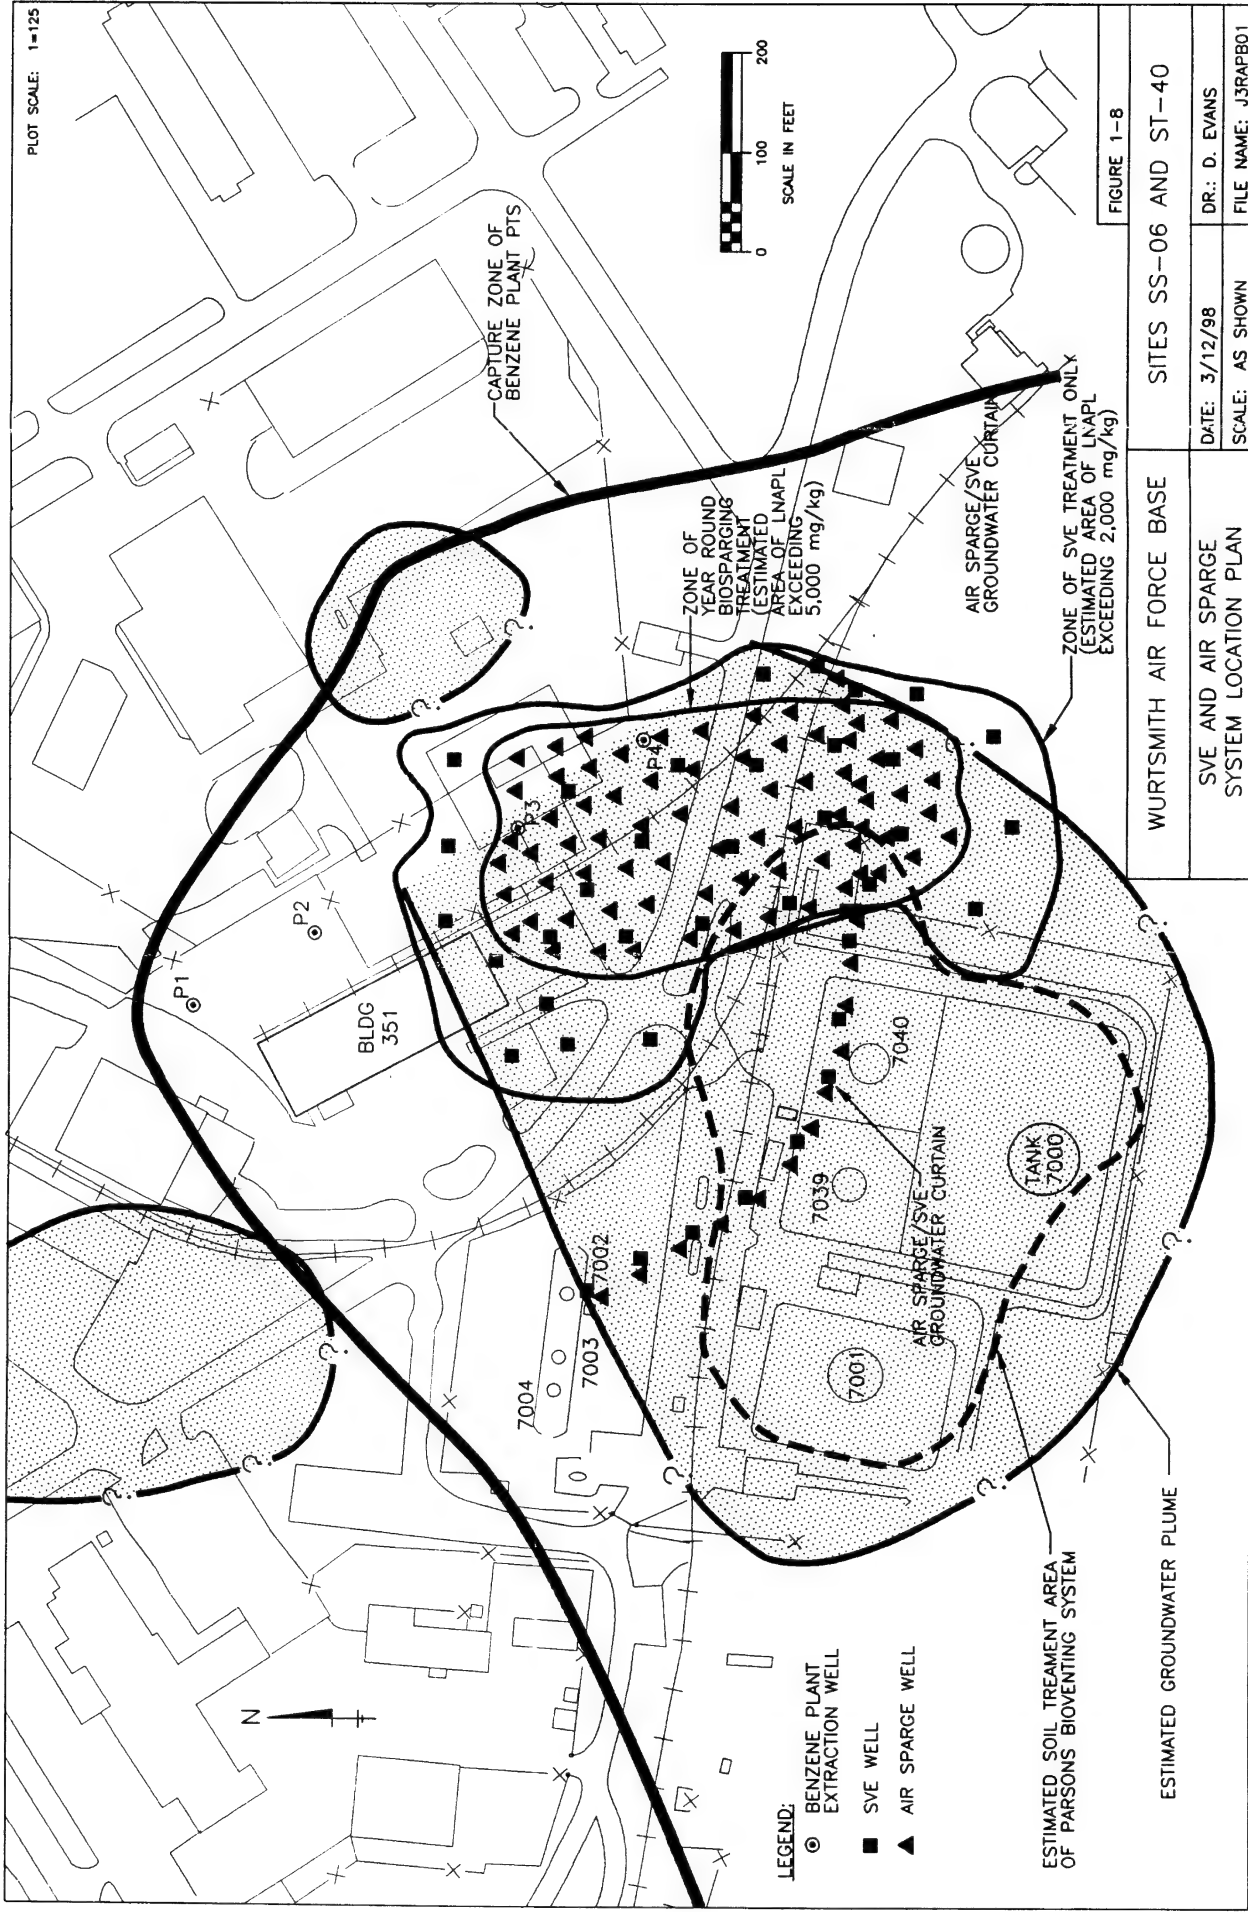 PLOT SCALE: 1=125
P1
P2
BLDG
351
CAPTURE ZONE OF
BENZENE PLANT PTS
0
100
200
SCALE IN FEET
P3
P4
ZONE OF
YEAR ROUND
BIOSPARGING
TREATMENT
(ESTIMATED
AREA OF LNAPL
EXCEEDING
5,000 mg/kg)
AIR SPARGE/SVE
GROUNDWATER CURTAIN
ZONE OF SVE TREATMENT ONLY
(ESTIMATED AREA OF LNAPL
EXCEEDING 2,000 mg/kg)
?
?
?
?
?
?
?
?
?
?
?
7004
7003
7002
7039
7040
7001
TANK
7000
AIR SPARGE/SVE
GROUNDWATER CURTAIN
N
LEGEND:
BENZENE PLANT
EXTRACTION WELL
SVE WELL
AIR SPARGE WELL
ESTIMATED SOIL TREAMENT AREA
OF PARSONS BIOVENTING SYSTEM
ESTIMATED GROUNDWATER PLUME
FIGURE 1-8
WURTSMITH AIR FORCE BASE
SITES SS-06 AND ST-40
SVE AND AIR SPARGE
SYSTEM LOCATION PLAN
DATE: 3/12/98
DR.: D. EVANS
SCALE: AS SHOWN
FILE NAME: J3RAPB01